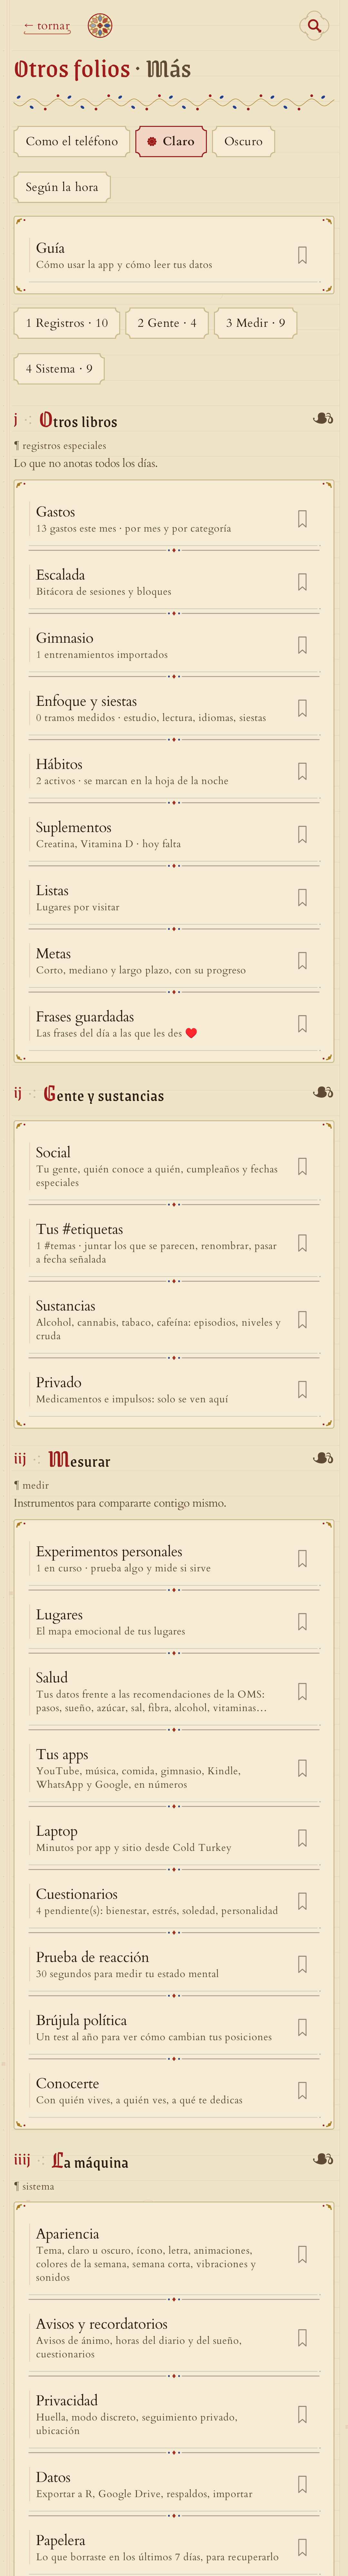 ← tornar
Otros folios · Más
Como el teléfono
Claro
Oscuro
Según la hora
Guía
Cómo usar la app y cómo leer tus datos
1 Registros · 10
2 Gente · 4
3 Medir · 9
4 Sistema · 9
j · Otros libros
¶ registros especiales
Lo que no anotas todos los días.
Gastos
13 gastos este mes · por mes y por categoría
Escalada
Bitácora de sesiones y bloques
Gimnasio
1 entrenamientos importados
Enfoque y siestas
0 tramos medidos · estudio, lectura, idiomas, siestas
Hábitos
2 activos · se marcan en la hoja de la noche
Suplementos
Creatina, Vitamina D · hoy falta
Listas
Lugares por visitar
Metas
Corto, mediano y largo plazo, con su progreso
Frases guardadas
Las frases del día a las que les des ♥
ij · Gente y sustancias
Social
Tu gente, quién conoce a quién, cumpleaños y fechas
especiales
Tus #etiquetas
1 #temas · juntar los que se parecen, renombrar, pasar
a fecha señalada
Sustancias
Alcohol, cannabis, tabaco, cafeína: episodios, niveles y
cruda
Privado
Medicamentos e impulsos: solo se ven aquí
iij · Mesurar
¶ medir
Instrumentos para compararte contigo mismo.
Experimentos personales
1 en curso · prueba algo y mide si sirve
Lugares
El mapa emocional de tus lugares
Salud
Tus datos frente a las recomendaciones de la OMS:
pasos, sueño, azúcar, sal, fibra, alcohol, vitaminas…
Tus apps
YouTube, música, comida, gimnasio, Kindle,
WhatsApp y Google, en números
Laptop
Minutos por app y sitio desde Cold Turkey
Cuestionarios
4 pendiente(s): bienestar, estrés, soledad, personalidad
Prueba de reacción
30 segundos para medir tu estado mental
Brújula política
Un test al año para ver cómo cambian tus posiciones
Conocerte
Con quién vives, a quién ves, a qué te dedicas
iiij · La máquina
¶ sistema
Apariencia
Tema, claro u oscuro, ícono, letra, animaciones,
colores de la semana, semana corta, vibraciones y
sonidos
Avisos y recordatorios
Avisos de ánimo, horas del diario y del sueño,
cuestionarios
Privacidad
Huella, modo discreto, seguimiento privado,
ubicación
Datos
Exportar a R, Google Drive, respaldos, importar
Papelera
Lo que borraste en los últimos 7 días, para recuperarlo